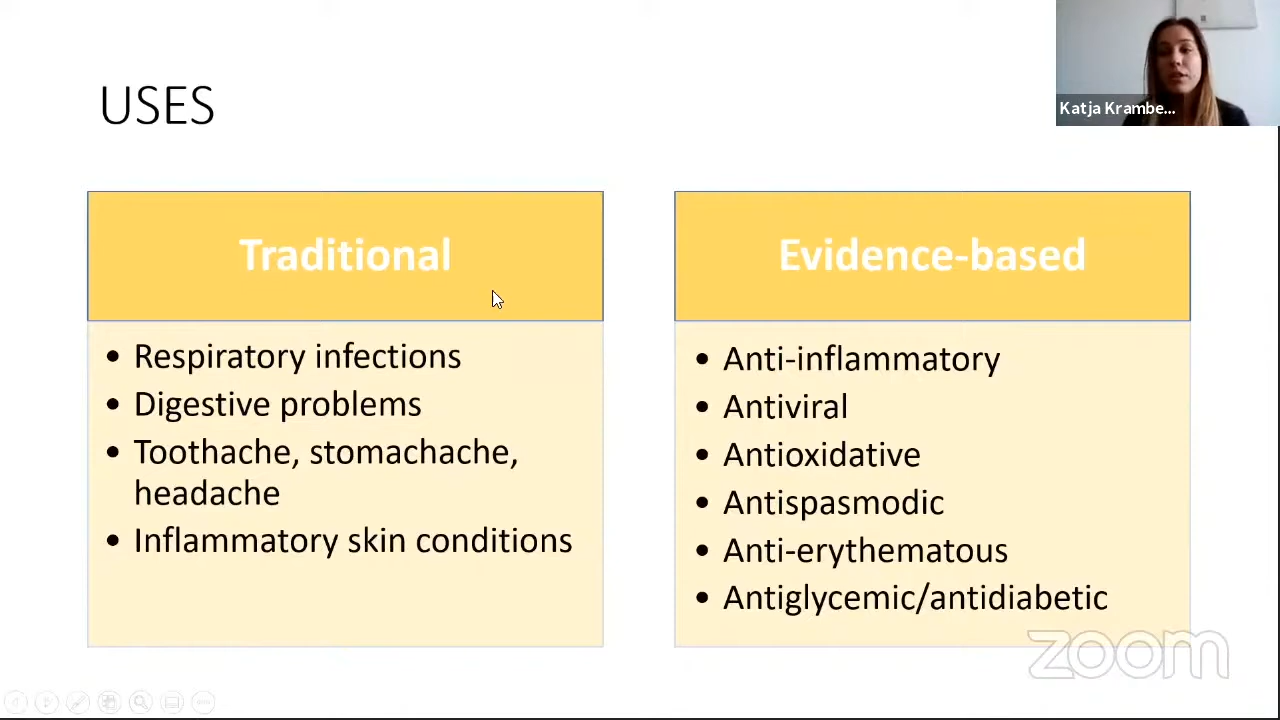 USES
Katja Krambe...
Traditional
• Respiratory infections
• Digestive problems
• Toothache, stomachache,
headache
• Inflammatory skin conditions
Evidence-based
• Anti-inflammatory
• Antiviral
• Antioxidative
• Antispasmodic
• Anti-erythematous
• Antiglycemic/antidiabetic
zoom